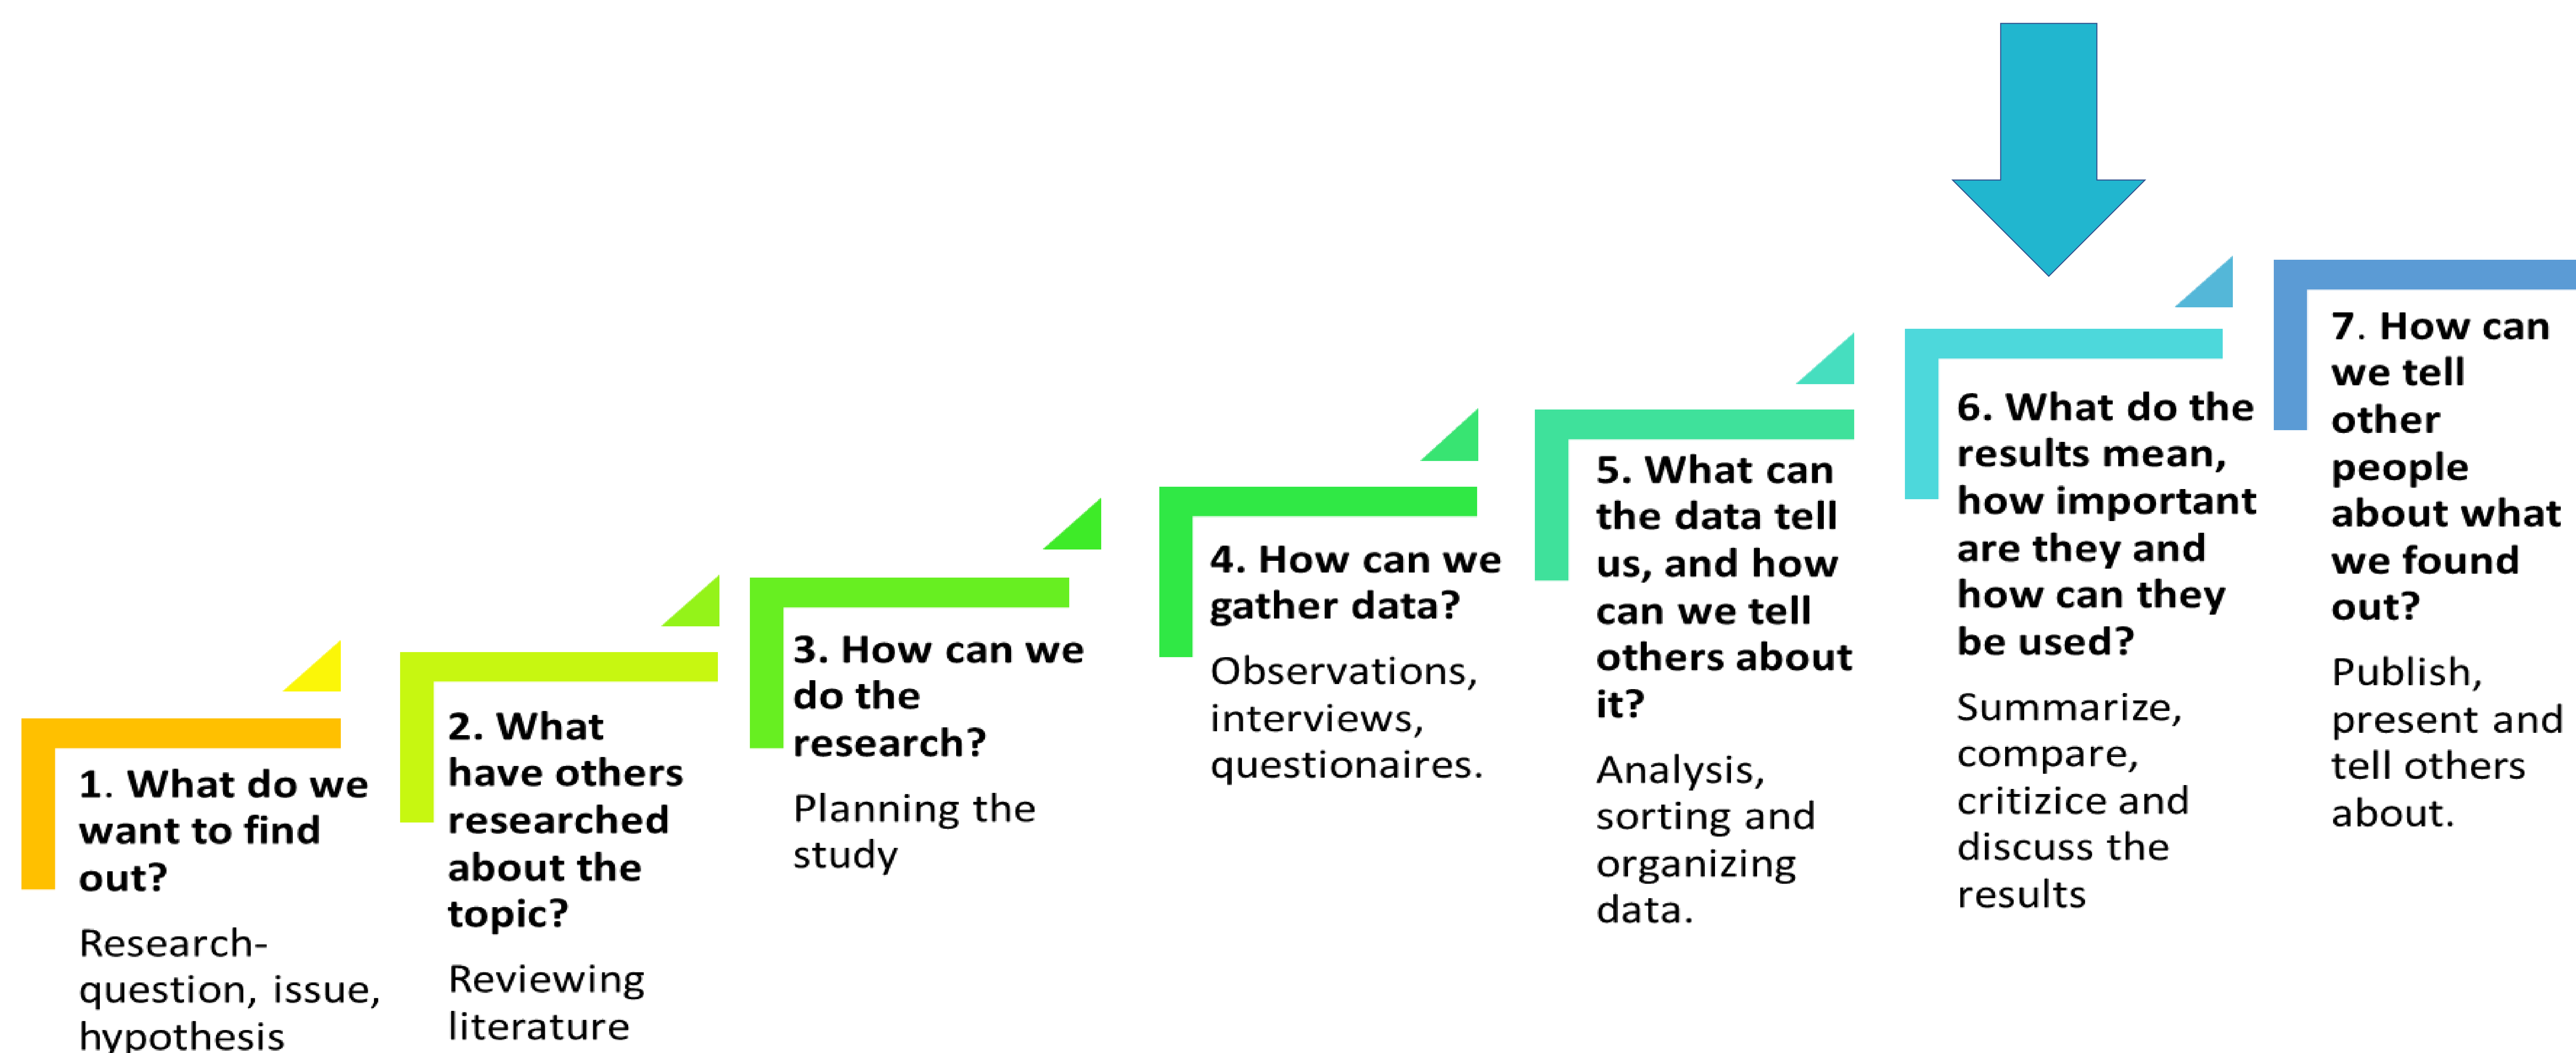 1. What do we
want to find
out?
Research-
question, issue,
hypothesis
2. What
have others
researched
about the
topic?
Reviewing
literature
3. How can we
do the
research?
Planning the
study
4. How can we
gather data?
Observations,
interviews,
questionaires.
5. What can
the data tell
us, and how
can we tell
others about
it?
Analysis,
sorting and
organizing
data.
6. What do the
results mean,
how important
are they and
how can they
be used?
Summarize,
compare,
critizice and
discuss the
results
7. How can
we tell
other
people
about what
we found
out?
Publish,
present and
tell others
about.